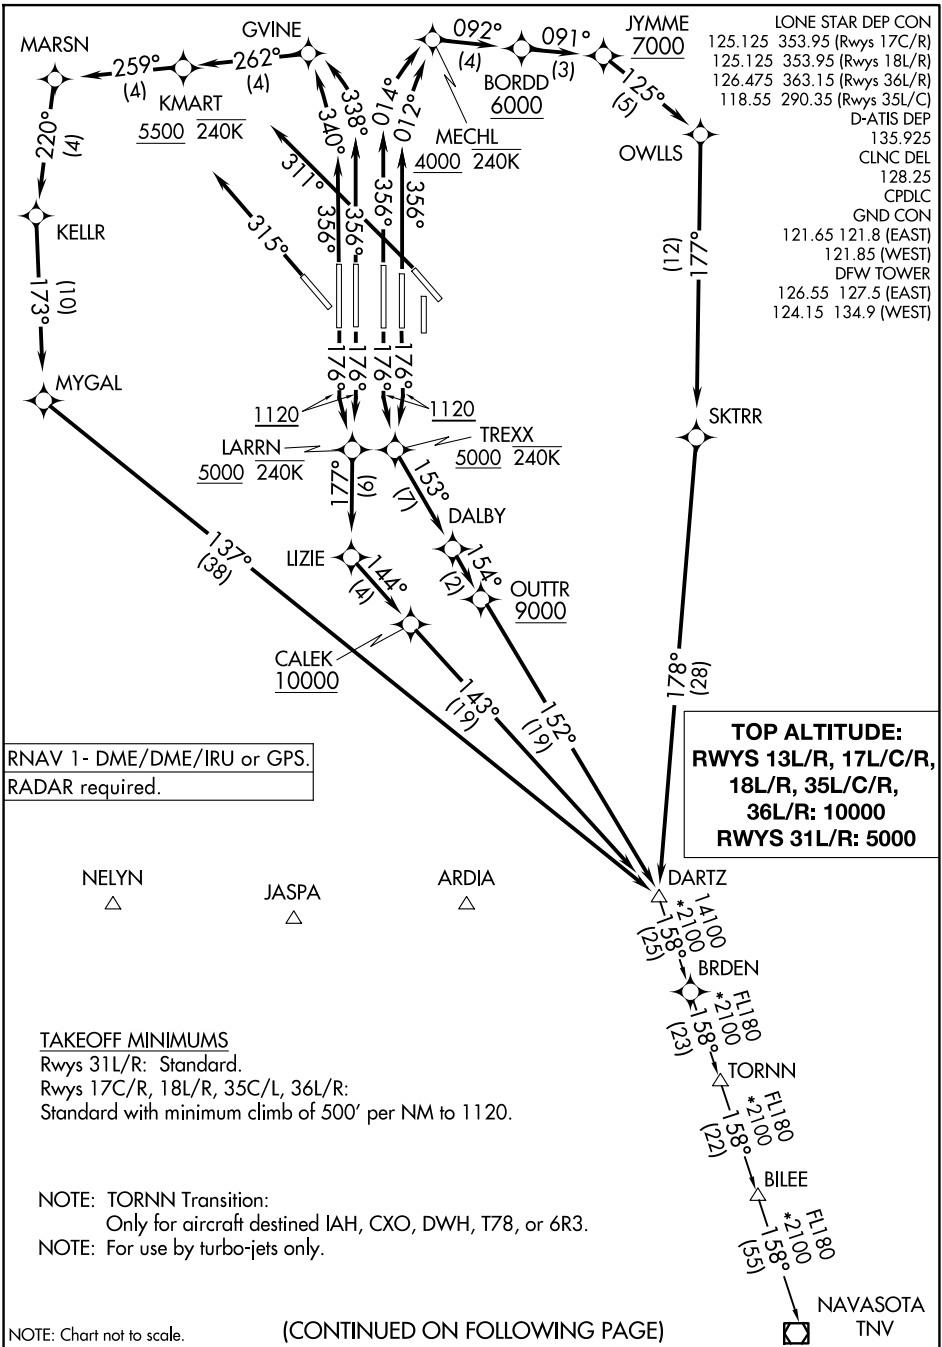 LONE STAR DEP CON
125.125 353.95 (Rwys 17C/R)
125.125 353.95 (Rwys 18L/R)
126.475 363.15 (Rwys 36L/R)
118.55 290.35 (Rwys 35L/C)
D-ATIS DEP
135.925
CLNC DEL
128.25
CPDLC
GND CON
121.65 121.8 (EAST)
121.85 (WEST)
DFW TOWER
126.55 127.5 (EAST)
124.15 134.9 (WEST)
MARSN
259°
(4)
KMART
5500 240K
262°
(4)
GVINE
338°
340°
014°
012°
092°
(4)
MECHL
4000 240K
BORDD
6000
091°
(3)
JYMME
7000
125°
(5)
OWLLS
220°
(4)
KELLR
173°
(10)
MYGAL
315°
311°
356°
356°
356°
356°
177°
(12)
176°
176°
176°
176°
1120
1120
LARRN
5000 240K
TREXX
5000 240K
SKTRR
177°
(6)
153°
(7)
DALBY
LIZIE
144°
(4)
154°
(2)
OUTTR
9000
137°
(38)
CALEK
10000
143°
(19)
152°
(19)
178°
(28)
RNAV 1- DME/DME/IRU or GPS.
RADAR required.
TOP ALTITUDE:
RWYS 13L/R, 17L/C/R,
18L/R, 35L/C/R,
36L/R: 10000
RWYS 31L/R: 5000
NELYN
JASPA
ARDIA
DARTZ
14100
*2100
158°
(25)
BRDEN
FL180
*2100
158°
(23)
TORNN
FL180
*2100
158°
(22)
BILEE
FL180
*2100
158°
(55)
NAVASOTA
TNV
TAKEOFF MINIMUMS
Rwys 31L/R: Standard.
Rwys 17C/R, 18L/R, 35C/L, 36L/R:
Standard with minimum climb of 500' per NM to 1120.
NOTE: TORNN Transition:
Only for aircraft destined IAH, CXO, DWH, T78, or 6R3.
NOTE: For use by turbo-jets only.
NOTE: Chart not to scale.
(CONTINUED ON FOLLOWING PAGE)